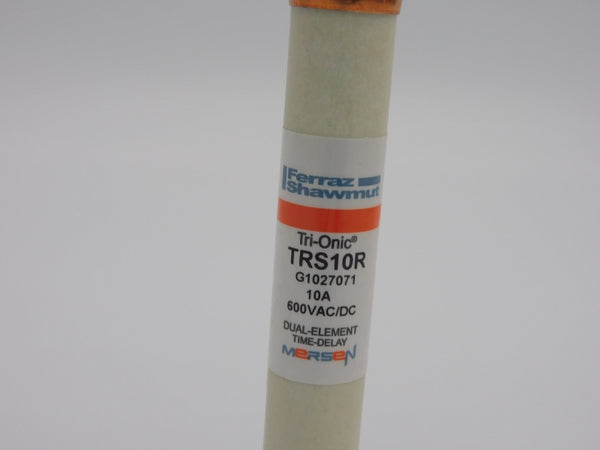 Ferraz
Shawmut
Tri-Onic®
TRS10R
G1027071
10A
600VAC/DC
DUAL-ELEMENT
TIME-DELAY
MERSEN